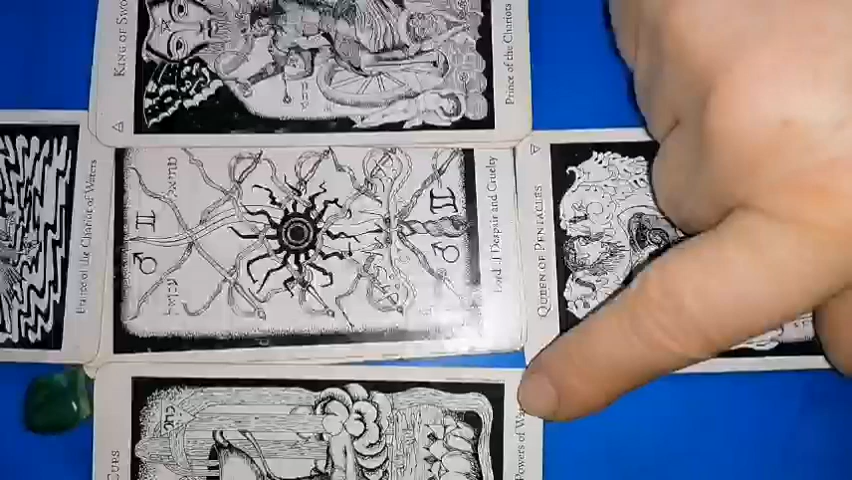 KING OF SWO
Prince of the Chariots
Prince of the Chariot of Waters
♊
♊
♂
♂
Lord of Despair and Cruelty
QUEEN OF PENTACLES
CUPS
Powers of W